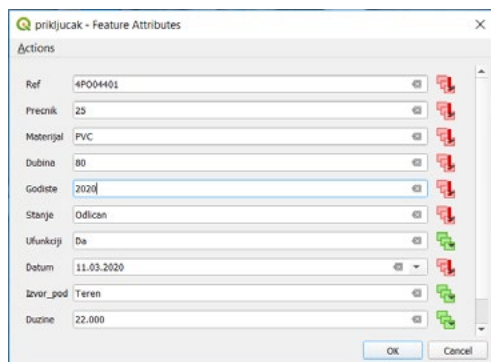 prikljucak - Feature Attributes
Actions
Ref 4PO04401
Precnik 25
Materijal PVC
Dubina 80
Godiste 2020
Stanje Odlican
Ufunkciji Da
Datum 11.03.2020
Izvor_pod Teren
Duzine 22.000
OK Cancel